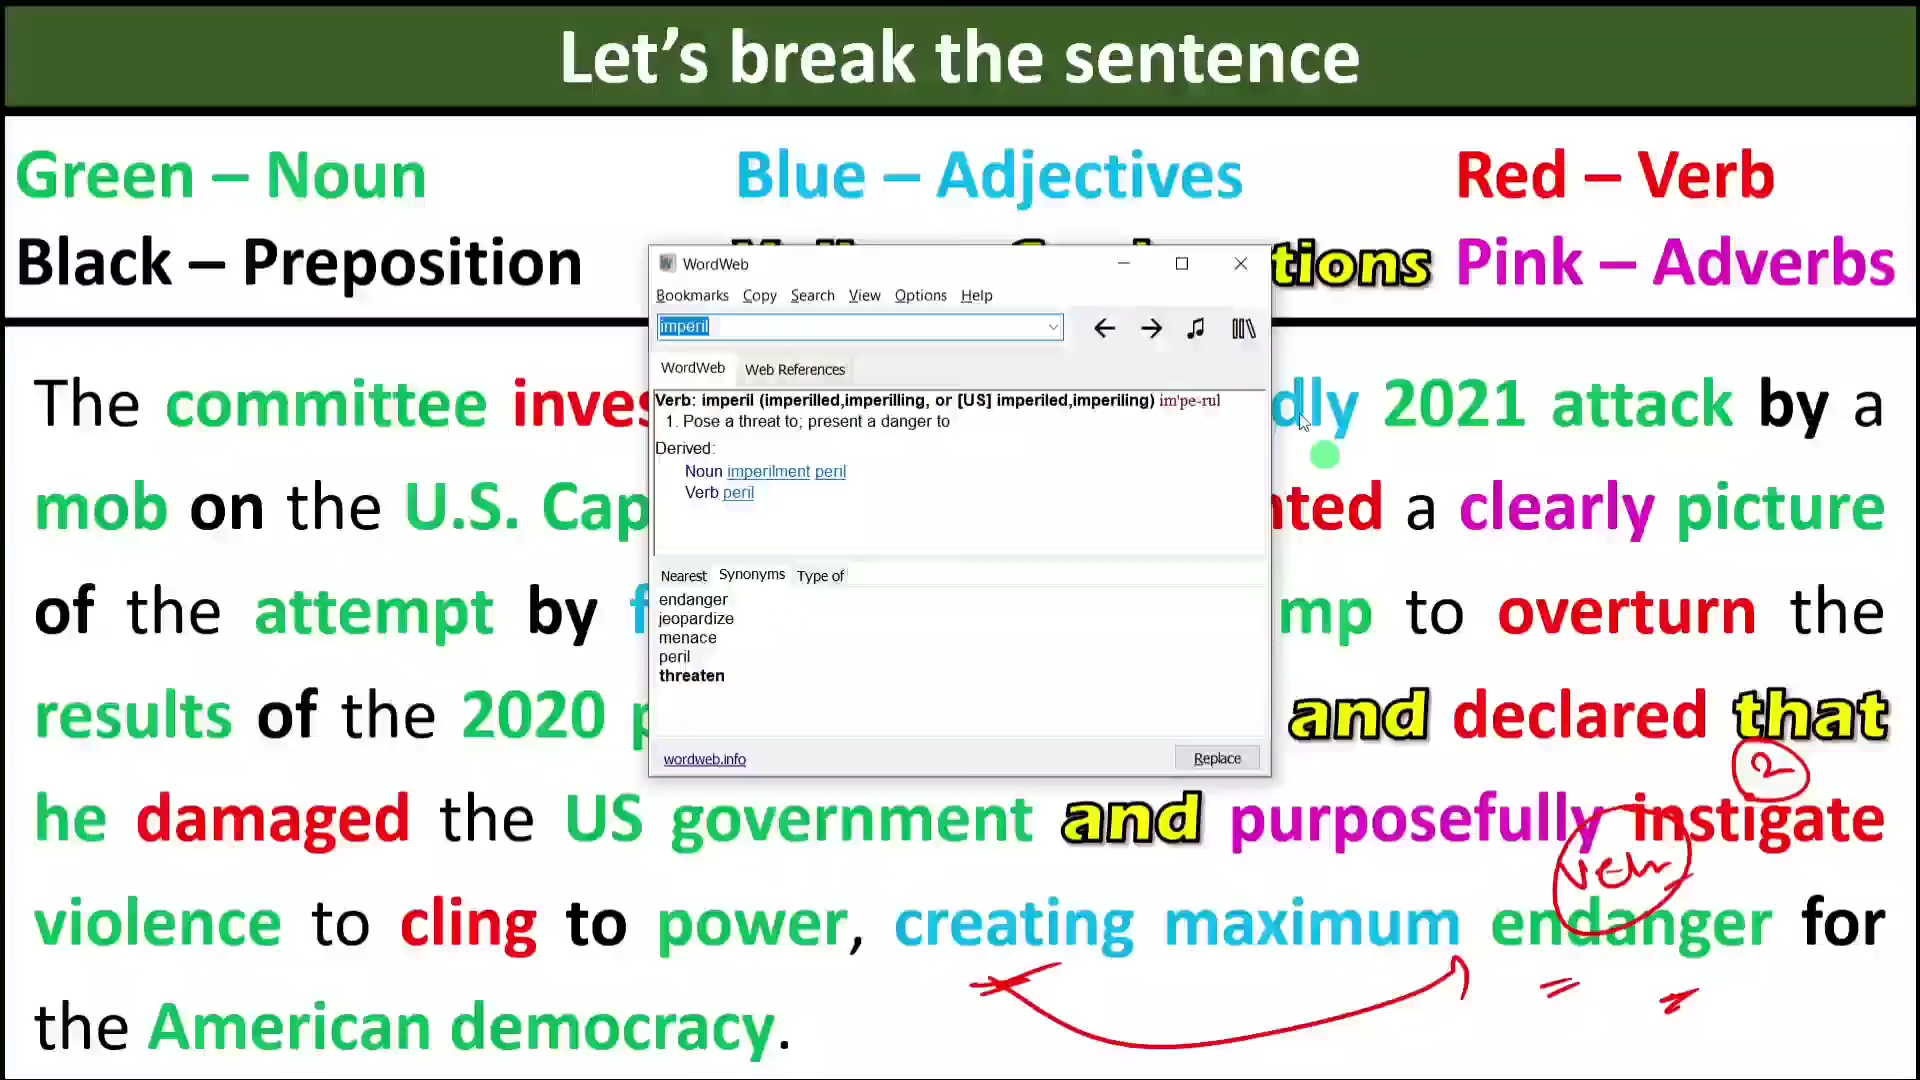 Let’s break the sentence
Green – Noun
Blue – Adjectives
Red – Verb
Black – Preposition
tions
Pink – Adverbs
WordWeb
Bookmarks Copy Search View Options Help
imperil
WordWeb Web References
Verb: imperil (imperilled,imperilling, or [US] imperiled,imperiling) im'pe-rul
1. Pose a threat to; present a danger to
Derived:
Noun imperilment peril
Verb peril
Nearest Synonyms Type of
endanger
jeopardize
menace
peril
threaten
wordweb.info Replace
The committee inves dly 2021 attack by a
mob on the U.S. Cap nted a clearly picture
of the attempt by f mp to overturn the
results of the 2020 p and declared that
2
he damaged the US government and purposefully instigate
violence to cling to power, creating maximum endanger for
the American democracy.